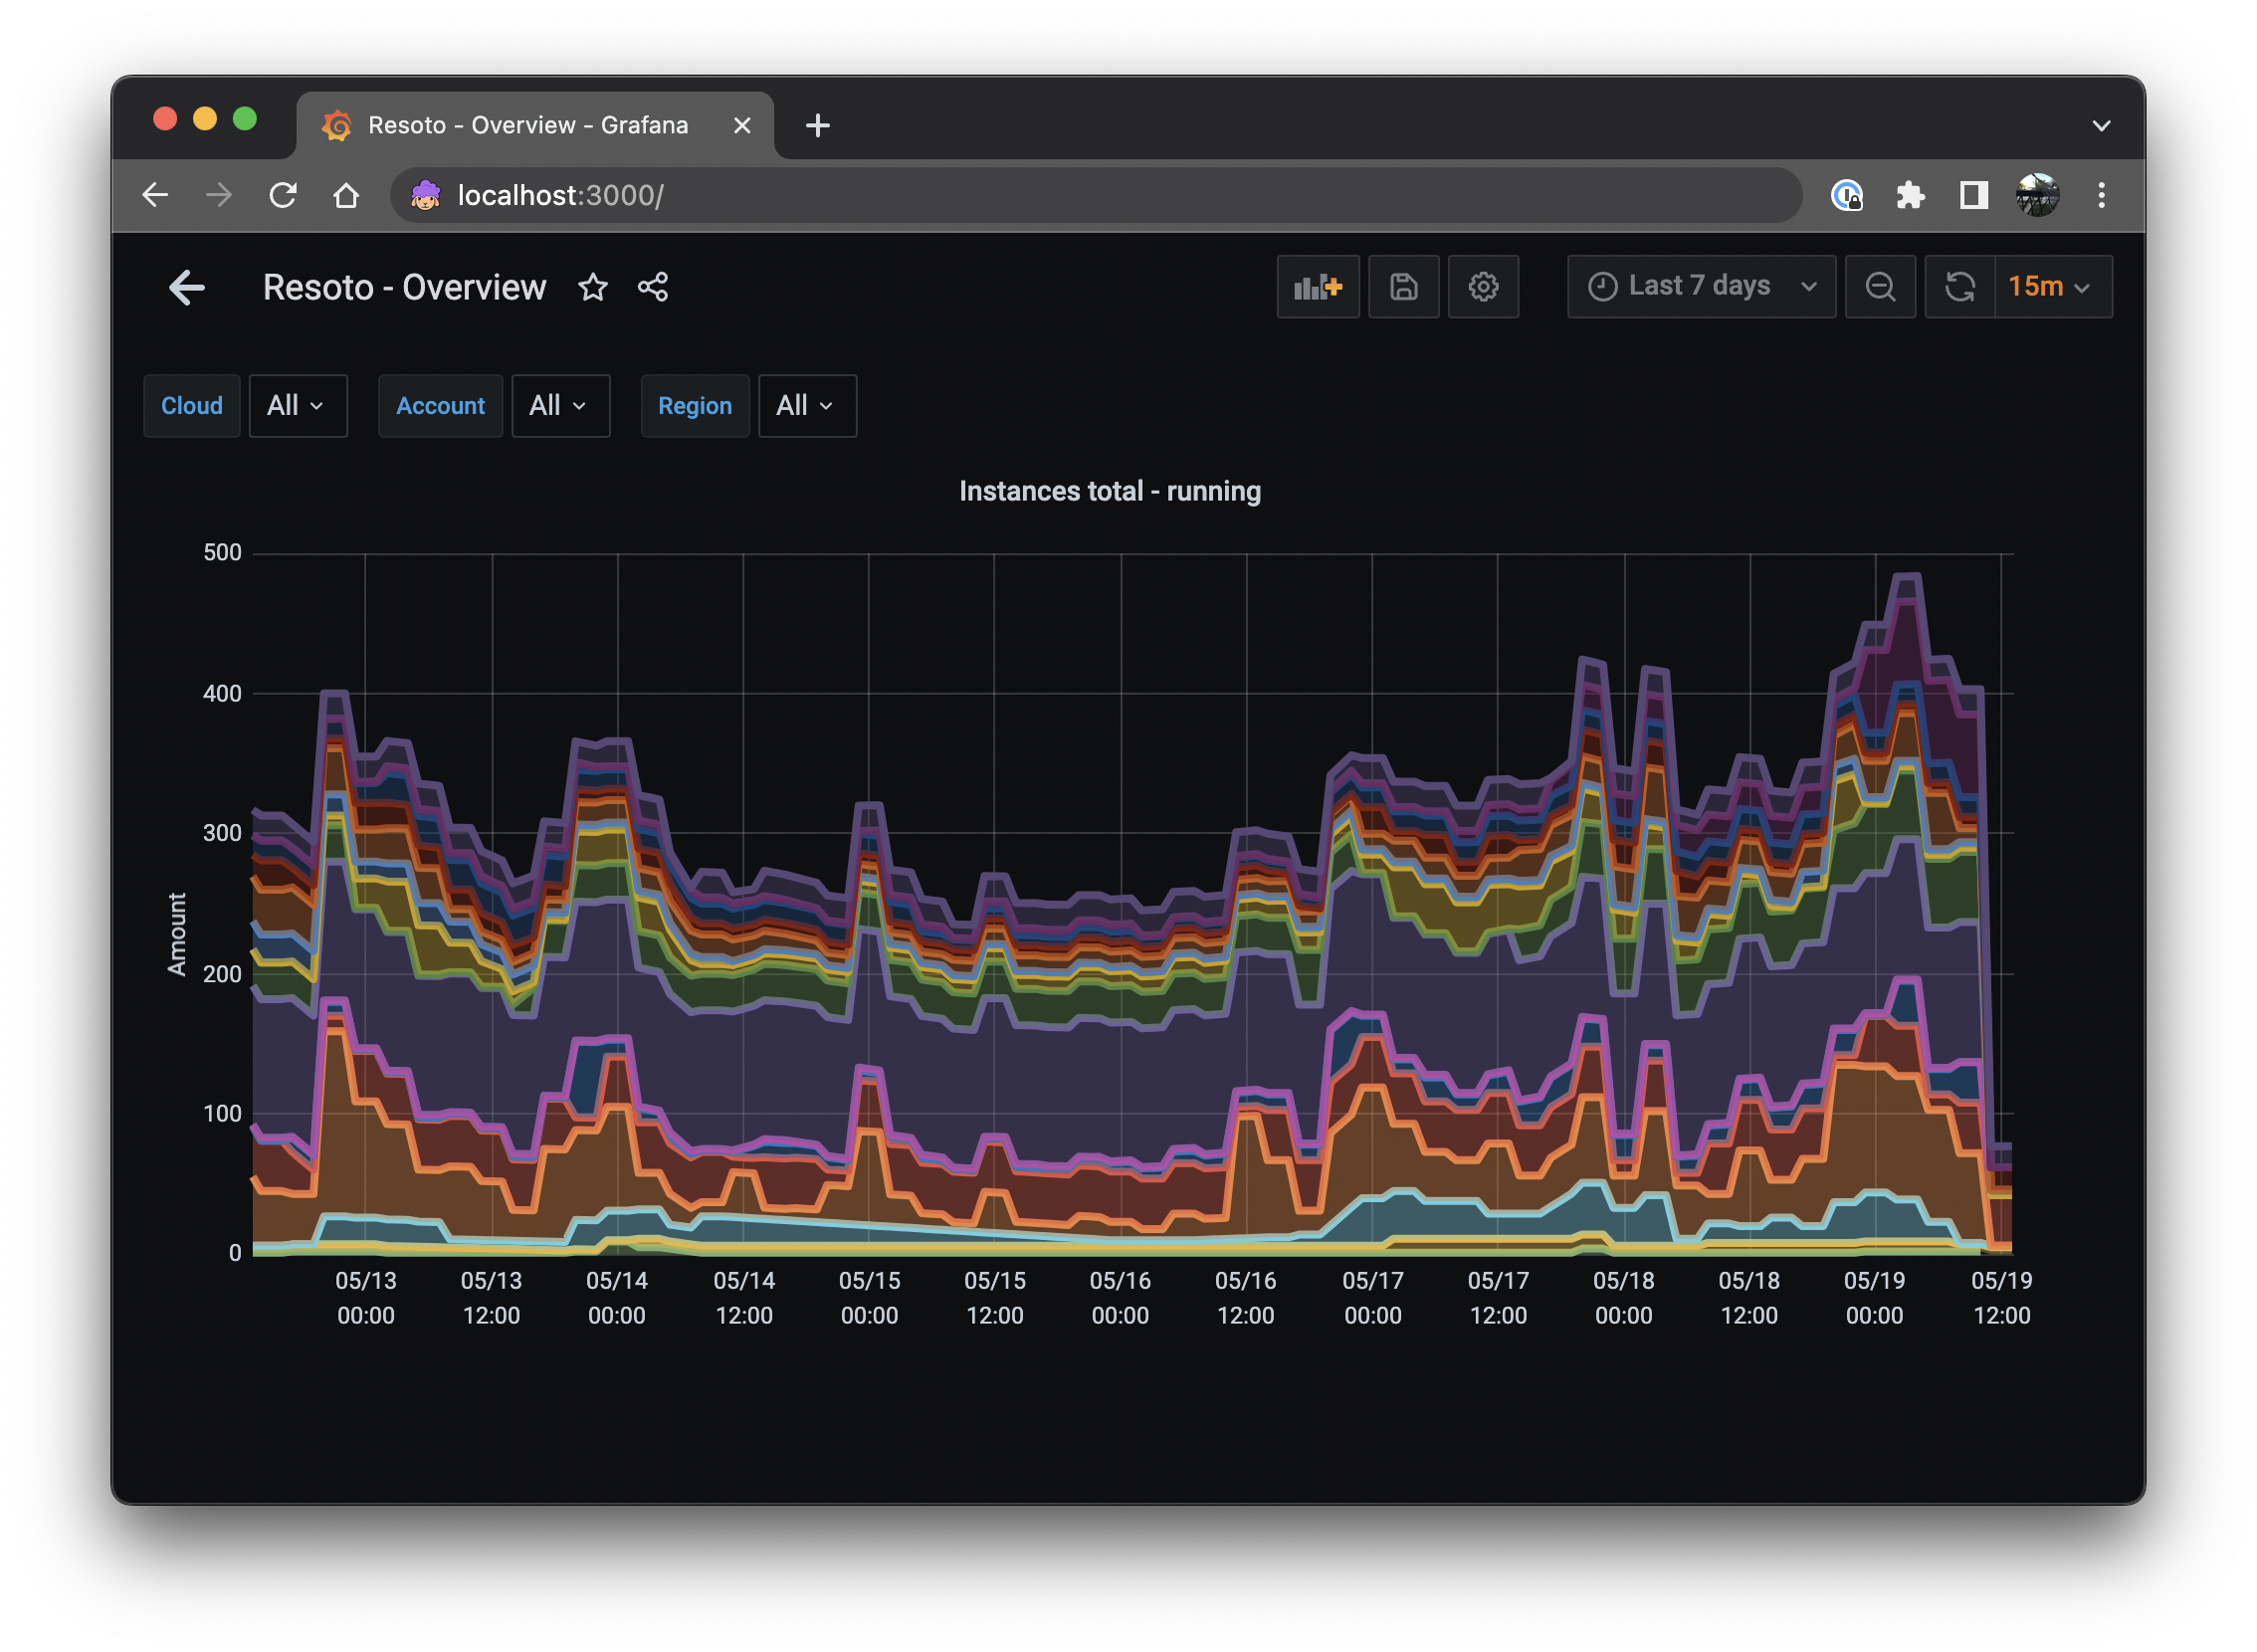 Resoto - Overview - Grafana
localhost:3000/
Resoto - Overview
Last 7 days
15m
Cloud All Account All Region All
Instances total - running
500
400
300
200
100
0
Amount
05/13 05/13 05/14 05/14 05/15 05/15 05/16 05/16 05/17 05/17 05/18 05/18 05/19 05/19
00:00 12:00 00:00 12:00 00:00 12:00 00:00 12:00 00:00 12:00 00:00 12:00 00:00 12:00